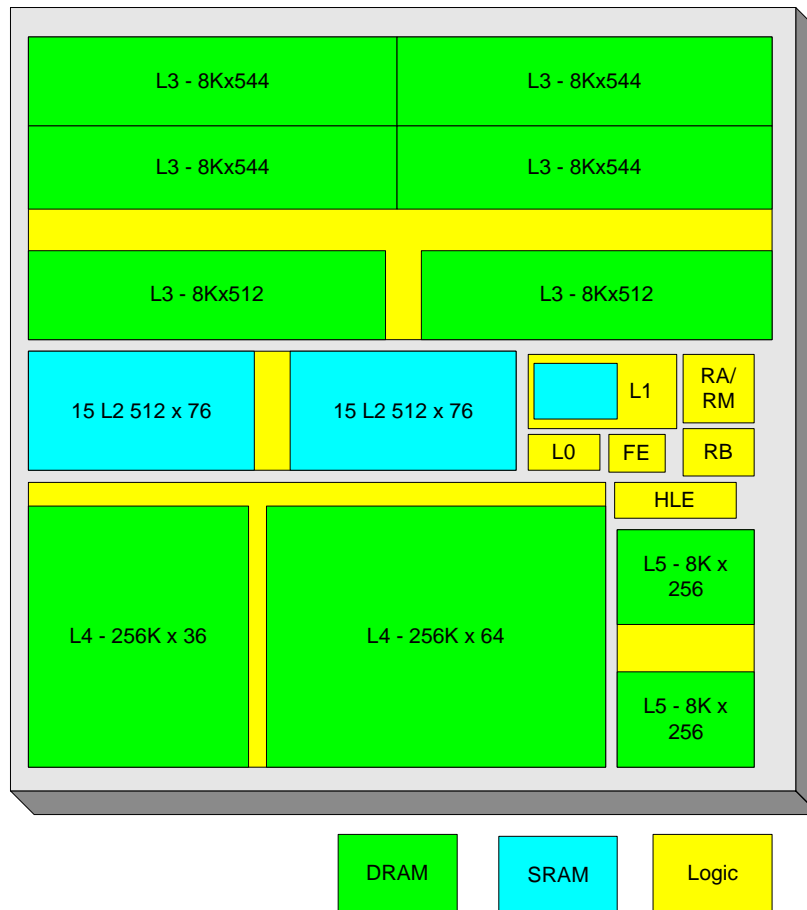 L3 - 8Kx544
L3 - 8Kx544
L3 - 8Kx544
L3 - 8Kx544
L3 - 8Kx512
L3 - 8Kx512
15 L2 512 x 76
15 L2 512 x 76
L1
RA/
RM
L0
FE
RB
HLE
L4 - 256K x 36
L4 - 256K x 64
L5 - 8K x
256
L5 - 8K x
256
DRAM
SRAM
Logic